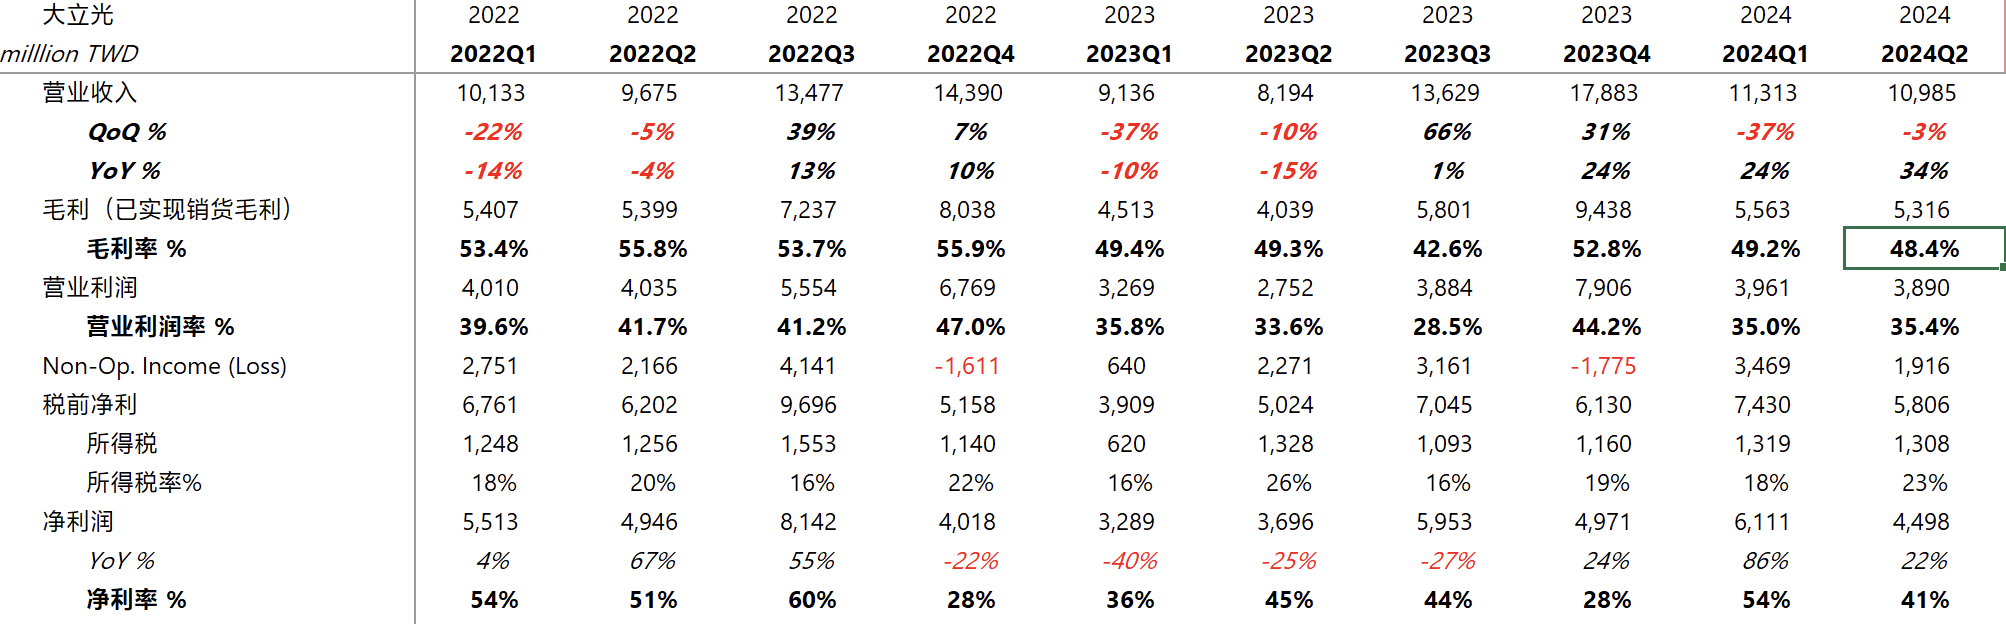 大立光 2022 2022 2022 2022 2023 2023 2023 2023 2024 2024
milllion TWD 2022Q1 2022Q2 2022Q3 2022Q4 2023Q1 2023Q2 2023Q3 2023Q4 2024Q1 2024Q2
营业收入 10,133 9,675 13,477 14,390 9,136 8,194 13,629 17,883 11,313 10,985
QoQ % -22% -5% 39% 7% -37% -10% 66% 31% -37% -3%
YoY % -14% -4% 13% 10% -10% -15% 1% 24% 24% 34%
毛利（已实现销货毛利） 5,407 5,399 7,237 8,038 4,513 4,039 5,801 9,438 5,563 5,316
毛利率 % 53.4% 55.8% 53.7% 55.9% 49.4% 49.3% 42.6% 52.8% 49.2% 48.4%
营业利润 4,010 4,035 5,554 6,769 3,269 2,752 3,884 7,906 3,961 3,890
营业利润率 % 39.6% 41.7% 41.2% 47.0% 35.8% 33.6% 28.5% 44.2% 35.0% 35.4%
Non-Op. Income (Loss) 2,751 2,166 4,141 -1,611 640 2,271 3,161 -1,775 3,469 1,916
税前净利 6,761 6,202 9,696 5,158 3,909 5,024 7,045 6,130 7,430 5,806
所得税 1,248 1,256 1,553 1,140 620 1,328 1,093 1,160 1,319 1,308
所得税率% 18% 20% 16% 22% 16% 26% 16% 19% 18% 23%
净利润 5,513 4,946 8,142 4,018 3,289 3,696 5,953 4,971 6,111 4,498
YoY % 4% 67% 55% -22% -40% -25% -27% 24% 86% 22%
净利率 % 54% 51% 60% 28% 36% 45% 44% 28% 54% 41%